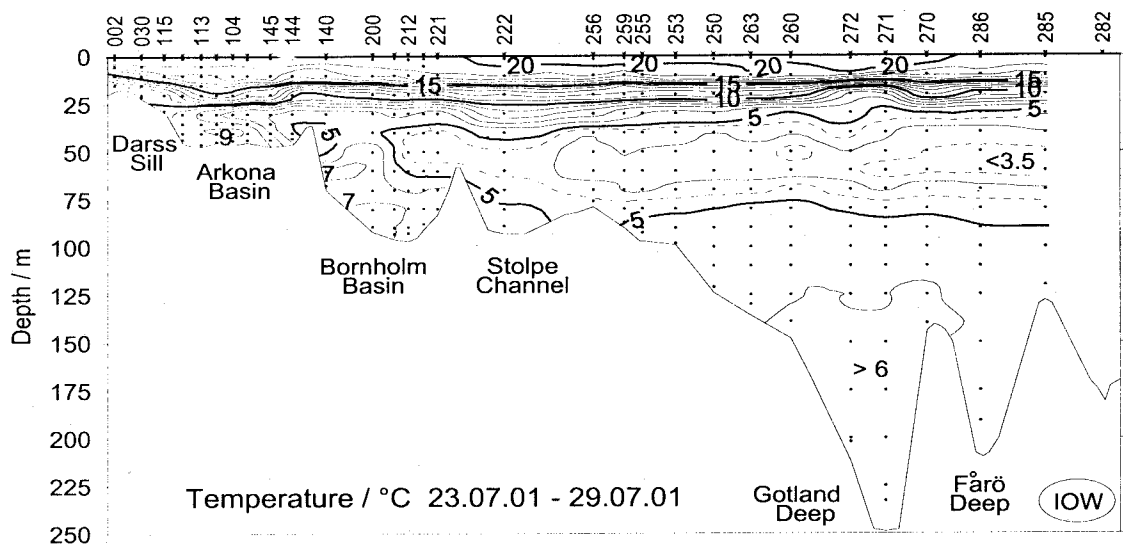 002 030 115 113 104 145 144 140 200 212 221 222 256 259 255 253 250 263 260 272 271 270 286 285 282
0
25
50
75
100
125
150
175
200
225
250
Depth / m
20 20 20 20
15 15 15
10 10
5 5
9
5
7
7
5
5
<3.5
> 6
Darss
Sill
Arkona
Basin
Bornholm
Basin
Stolpe
Channel
Gotland
Deep
Fårö
Deep
Temperature / °C 23.07.01 - 29.07.01
IOW